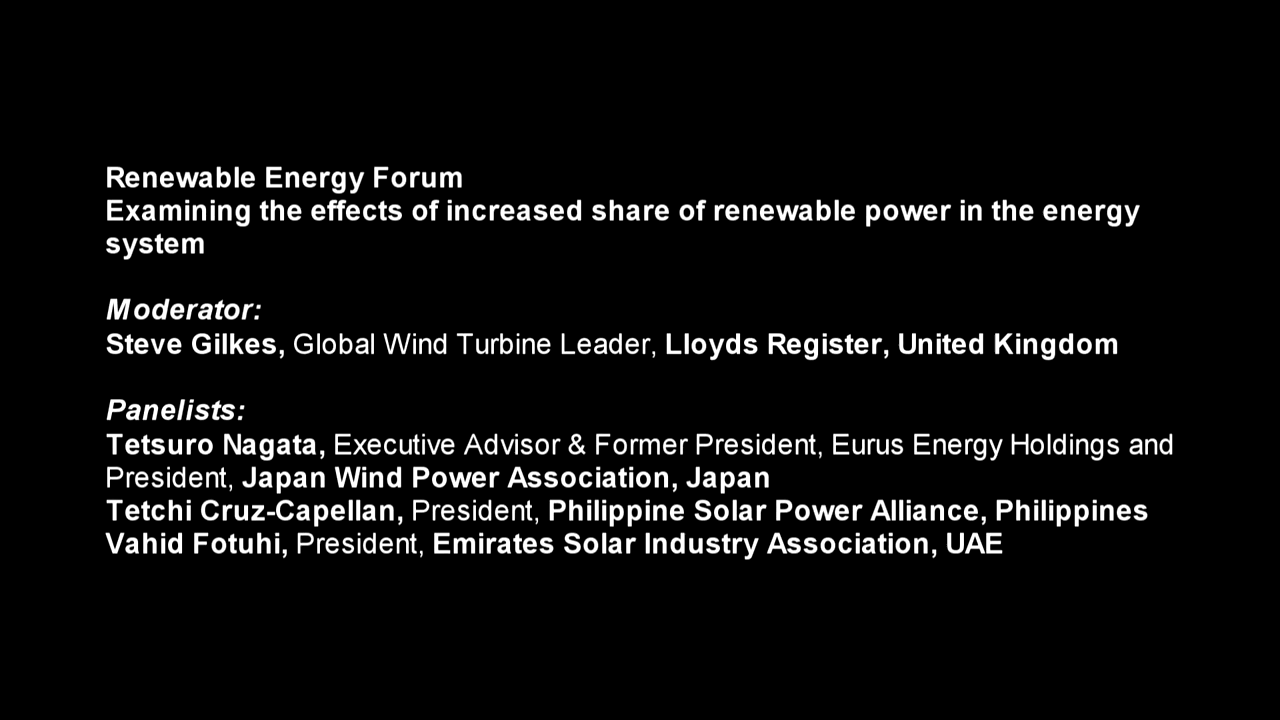 Renewable Energy Forum
Examining the effects of increased share of renewable power in the energy
system
Moderator:
Steve Gilkes, Global Wind Turbine Leader, Lloyds Register, United Kingdom
Panelists:
Tetsuro Nagata, Executive Advisor & Former President, Eurus Energy Holdings and
President, Japan Wind Power Association, Japan
Tetchi Cruz-Capellan, President, Philippine Solar Power Alliance, Philippines
Vahid Fotuhi, President, Emirates Solar Industry Association, UAE